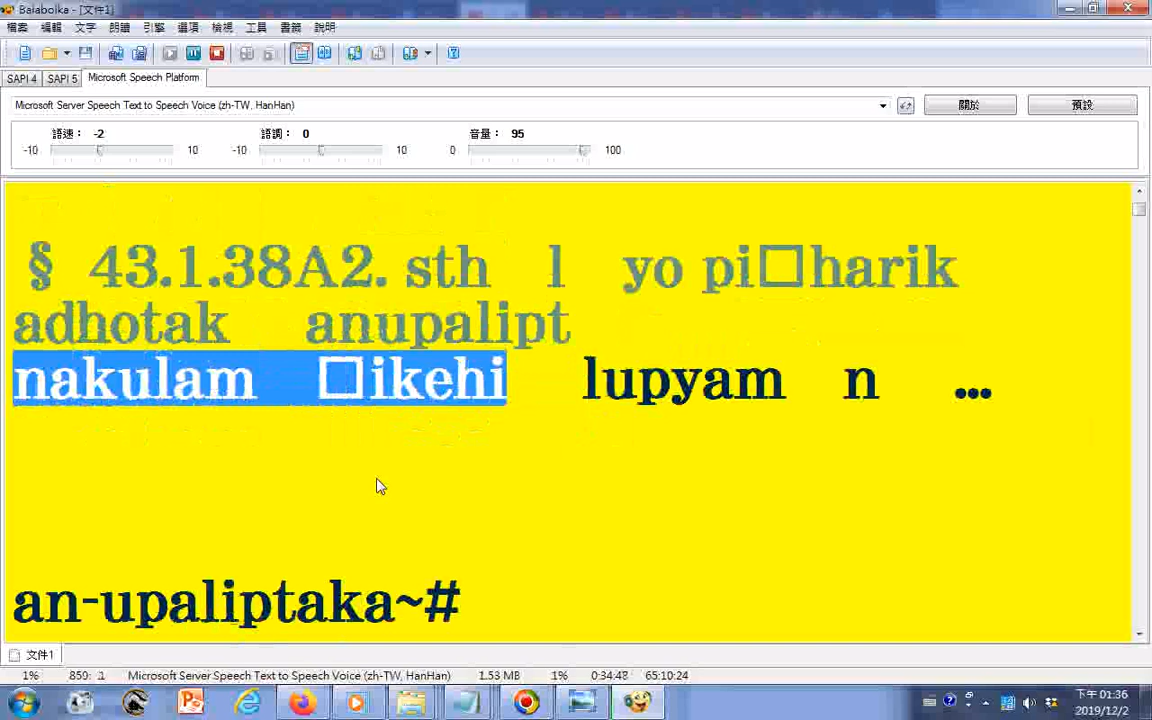 Balabolka - [文件1]
檔案 編輯 文字 朗讀 引擎 選項 檢視 工具 書籤 說明
SAPI 4 SAPI 5 Microsoft Speech Platform
Microsoft Server Speech Text to Speech Voice (zh-TW, HanHan) 關於 預設
語速： -2 語調： 0 音量： 95
-10 10 -10 10 0 100
§ 43.1.38A2. sth l yo pi□harik
adhotak anupalipt
nakulam □ikehi lupyam n ...
an-upaliptaka~#
文件1
1% 850: 1 Microsoft Server Speech Text to Speech Voice (zh-TW, HanHan) 1.53 MB 1% 0:34:48 65:10:24
下午 01:36
2019/12/2